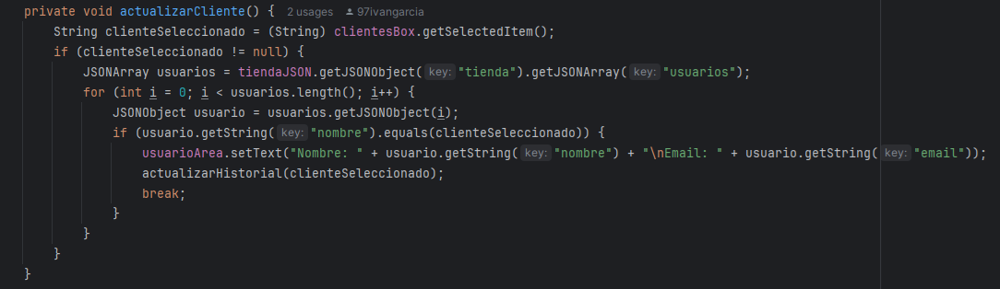 private void actualizarCliente() { 2 usages 97ivangarcia
String clienteSeleccionado = (String) clientesBox.getSelectedItem();
if (clienteSeleccionado != null) {
JSONArray usuarios = tiendaJSON.getJSONObject( key: "tienda").getJSONArray( key: "usuarios");
for (int i = 0; i < usuarios.length(); i++) {
JSONObject usuario = usuarios.getJSONObject(i);
if (usuario.getString( key: "nombre").equals(clienteSeleccionado)) {
usuarioArea.setText("Nombre: " + usuario.getString( key: "nombre") + "\nEmail: " + usuario.getString( key: "email"));
actualizarHistorial(clienteSeleccionado);
break;
}
}
}
}